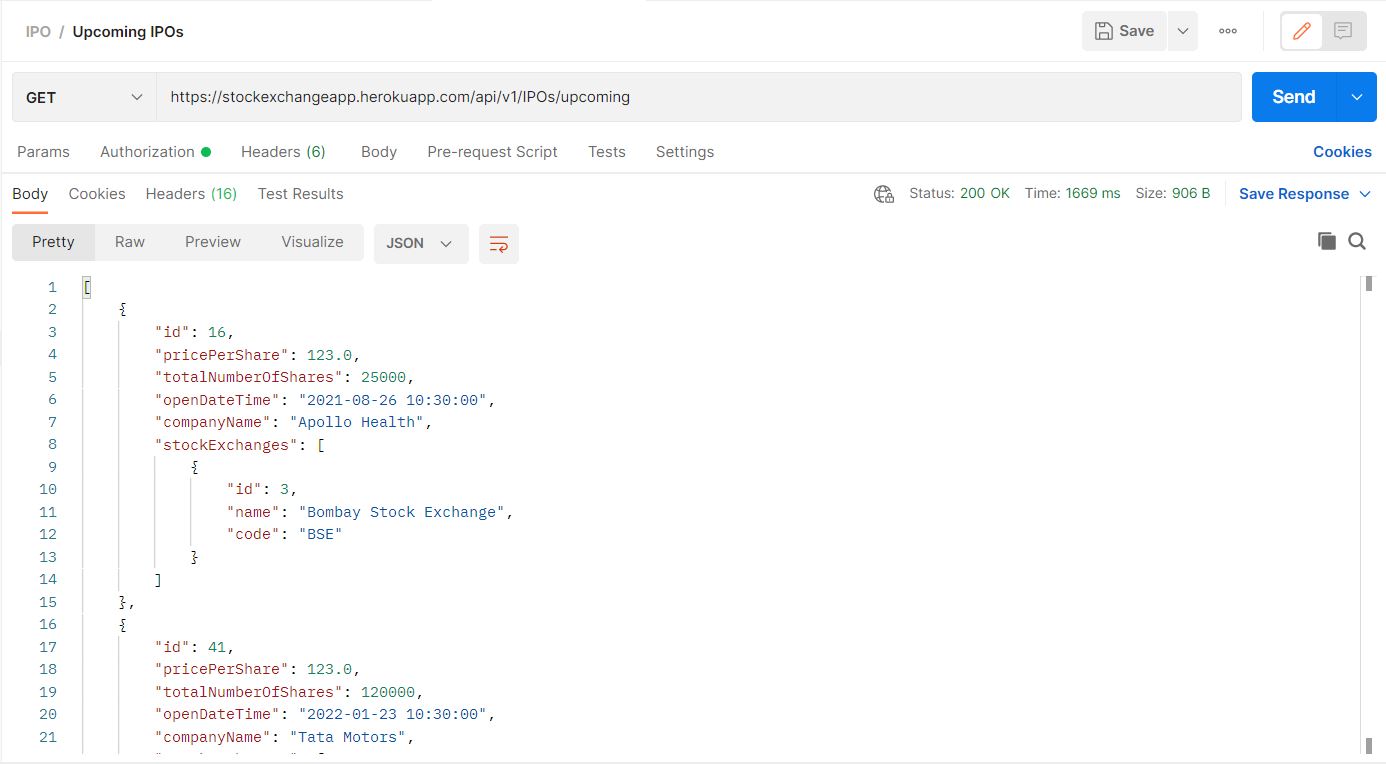 IPO / Upcoming IPOs Save
GET https://stockexchangeapp.herokuapp.com/api/v1/IPOs/upcoming Send
Params Authorization Headers (6) Body Pre-request Script Tests Settings Cookies
Body Cookies Headers (16) Test Results Status: 200 OK Time: 1669 ms Size: 906 B Save Response
Pretty Raw Preview Visualize JSON
1 [
2 {
3 "id": 16,
4 "pricePerShare": 123.0,
5 "totalNumberOfShares": 25000,
6 "openDateTime": "2021-08-26 10:30:00",
7 "companyName": "Apollo Health",
8 "stockExchanges": [
9 {
10 "id": 3,
11 "name": "Bombay Stock Exchange",
12 "code": "BSE"
13 }
14 ]
15 },
16 {
17 "id": 41,
18 "pricePerShare": 123.0,
19 "totalNumberOfShares": 120000,
20 "openDateTime": "2022-01-23 10:30:00",
21 "companyName": "Tata Motors",